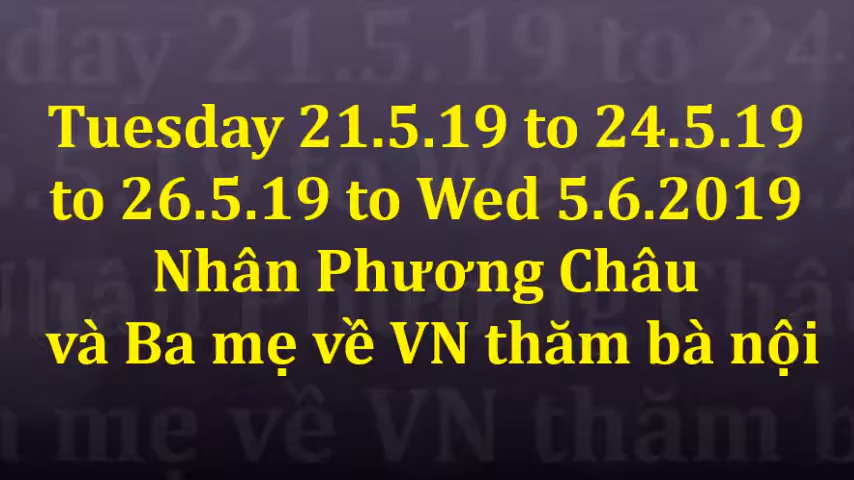 Tuesday 21.5.19 to 24.5.19
to 26.5.19 to Wed 5.6.2019
Nhân Phương Châu
và Ba mẹ về VN thăm bà nội